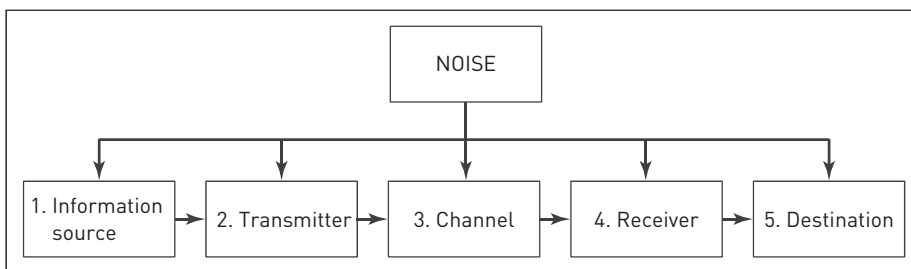 NOISE
1. Information
source
2. Transmitter
3. Channel
4. Receiver
5. Destination